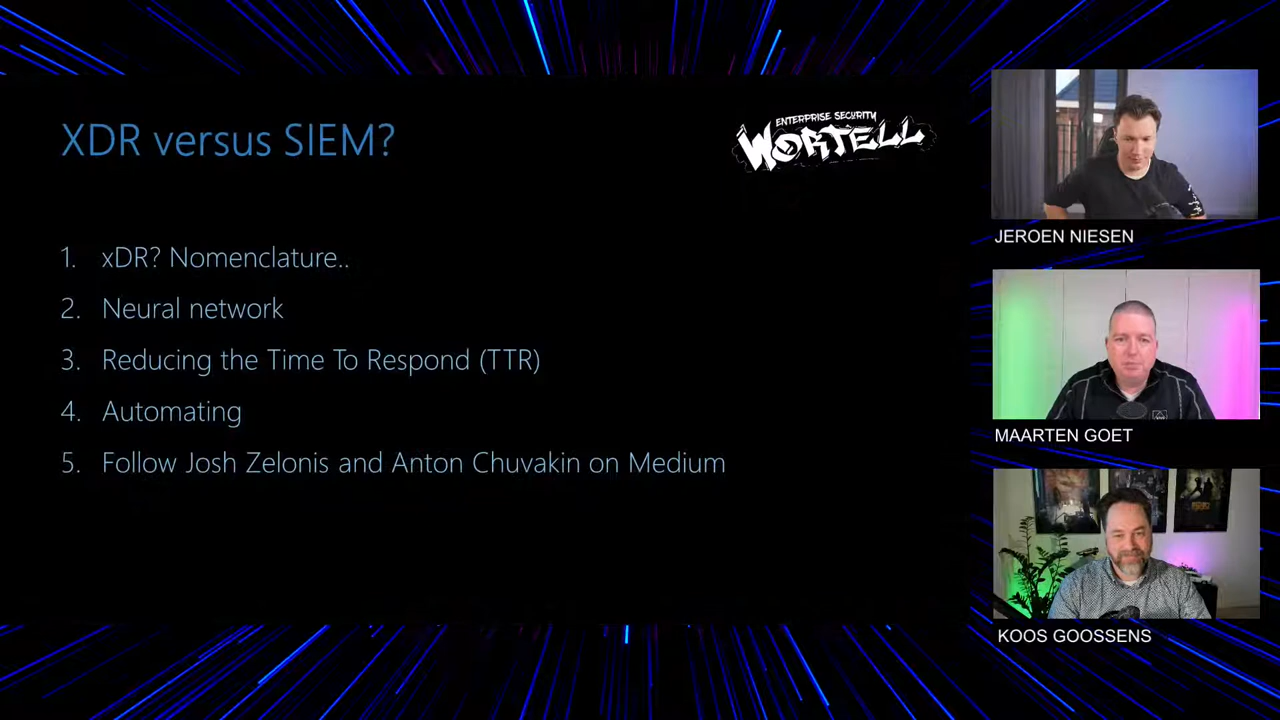 XDR versus SIEM?
ENTERPRISE SECURITY
WORTELL
1. xDR? Nomenclature..
2. Neural network
3. Reducing the Time To Respond (TTR)
4. Automating
5. Follow Josh Zelonis and Anton Chuvakin on Medium
JEROEN NIESEN
MAARTEN GOET
KOOS GOOSSENS